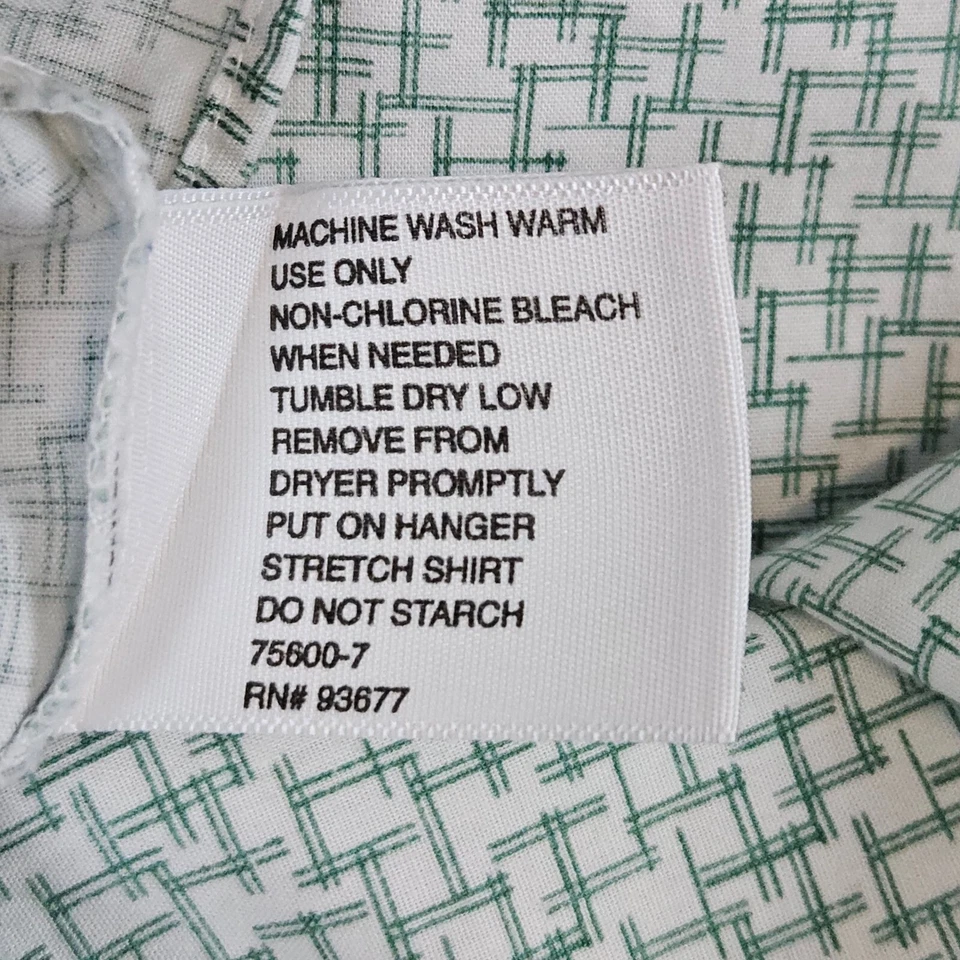 MACHINE WASH WARM
USE ONLY
NON-CHLORINE BLEACH
WHEN NEEDED
TUMBLE DRY LOW
REMOVE FROM
DRYER PROMPTLY
PUT ON HANGER
STRETCH SHIRT
DO NOT STARCH
75600-7
RN# 93677